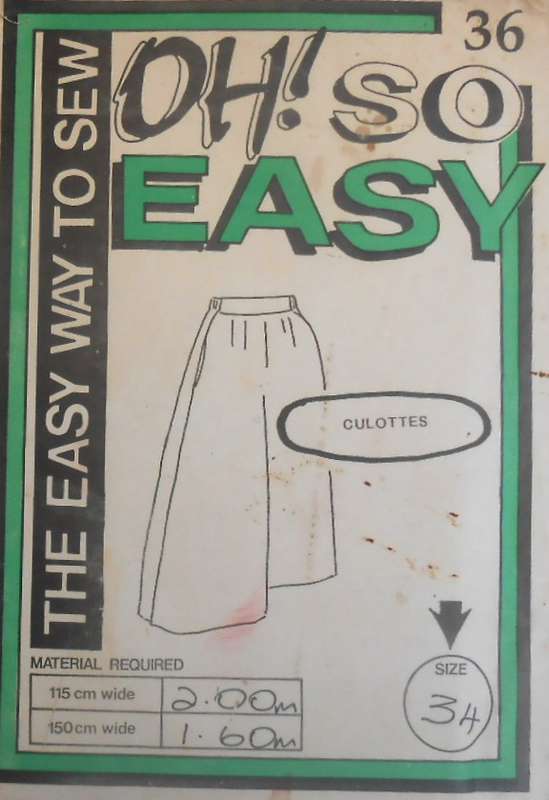 36
OH! SO
EASY
THE EASY WAY TO SEW
CULOTTES
MATERIAL REQUIRED
115 cm wide 2.00m
150 cm wide 1.60m
SIZE
34